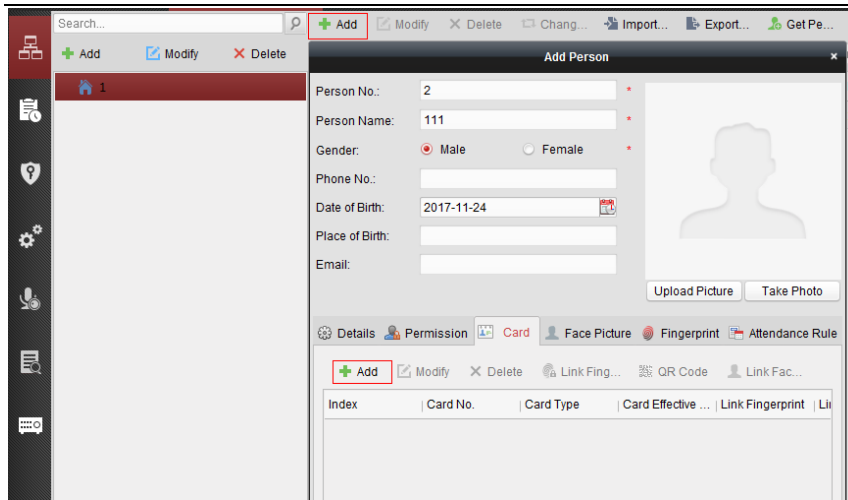 Search...
Add Modify Delete Chang... Import... Export... Get Pe...
Add Modify Delete
Add Person ×
1
Person No.: 2 *
Person Name: 111 *
Gender: Male Female *
Phone No.:
Date of Birth: 2017-11-24
Place of Birth:
Email:
Upload Picture Take Photo
Details Permission Card Face Picture Fingerprint Attendance Rule
Add Modify Delete Link Fing... QR Code Link Fac...
Index Card No. Card Type Card Effective ... Link Fingerprint Li